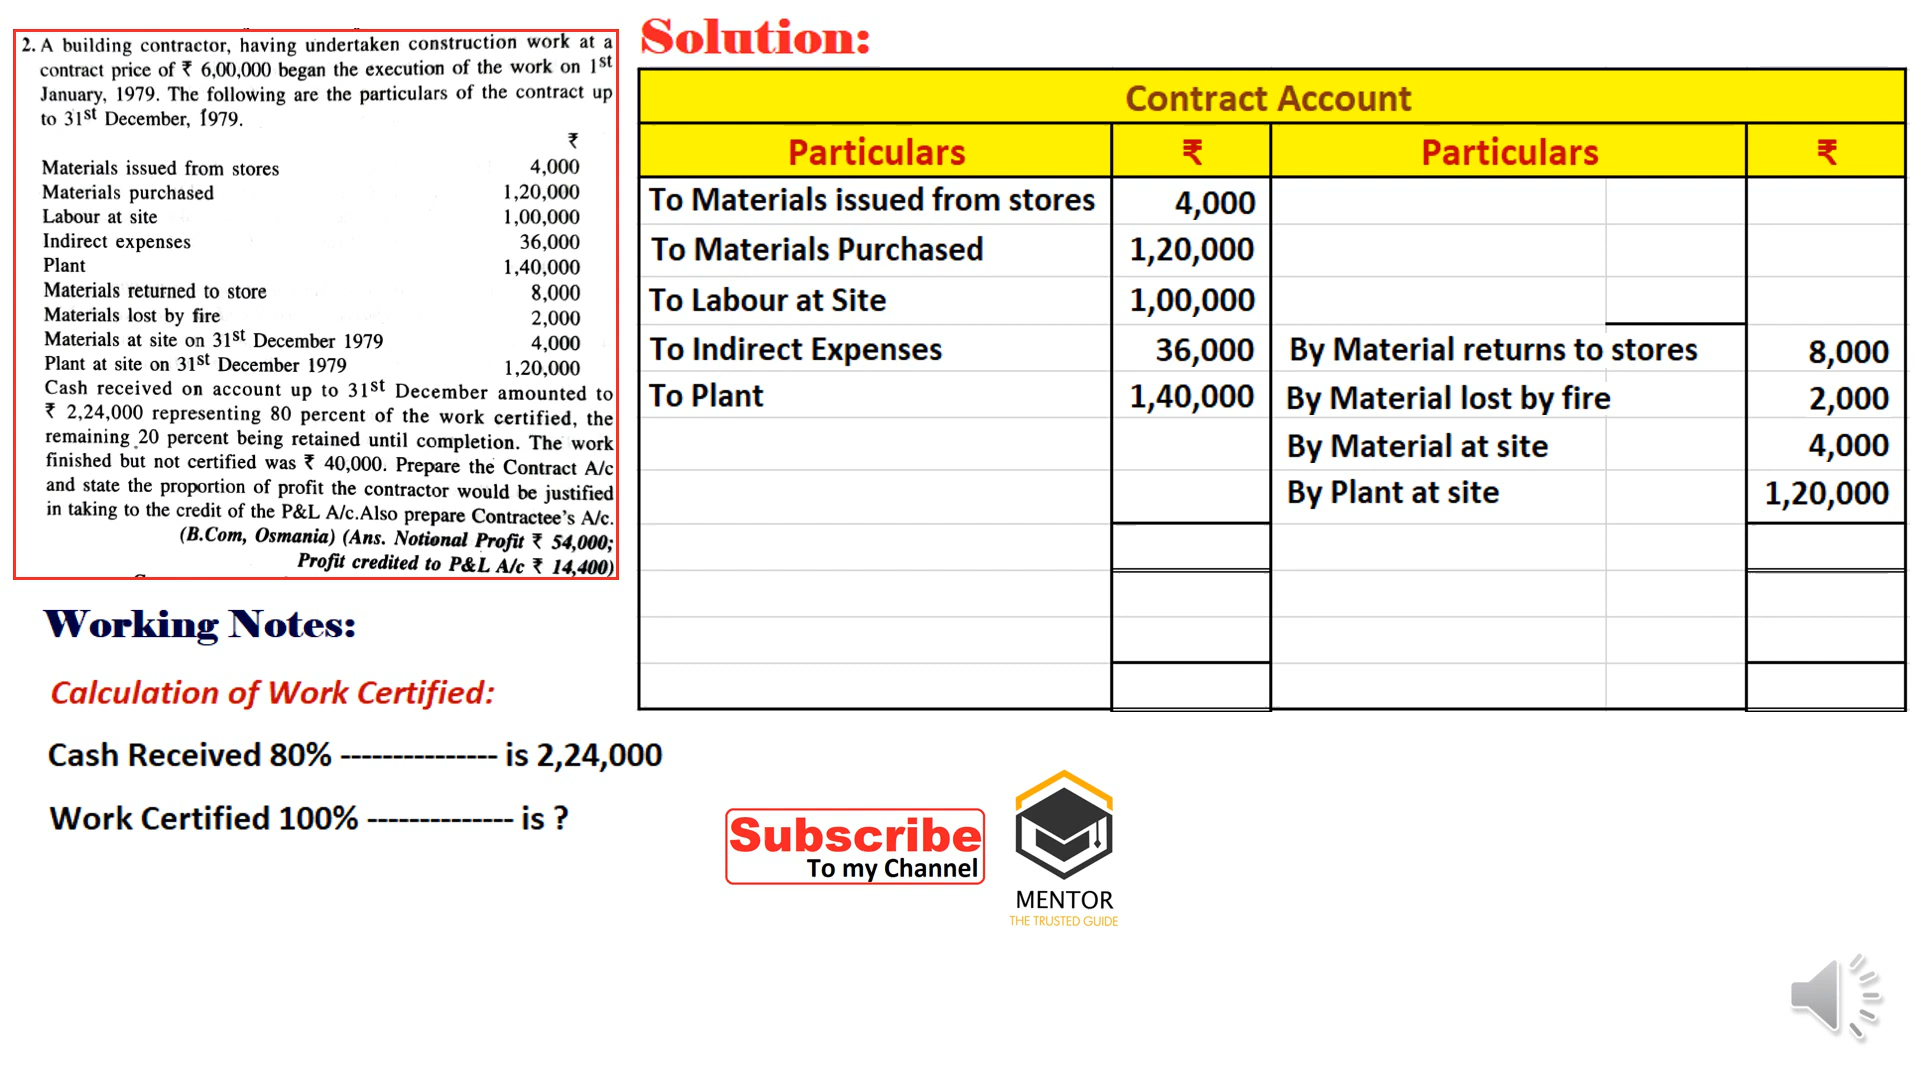 2. A building contractor, having undertaken construction work at a
contract price of ₹ 6,00,000 began the execution of the work on 1st
January, 1979. The following are the particulars of the contract up
to 31st December, 1979.
₹
Materials issued from stores 4,000
Materials purchased 1,20,000
Labour at site 1,00,000
Indirect expenses 36,000
Plant 1,40,000
Materials returned to store 8,000
Materials lost by fire 2,000
Materials at site on 31st December 1979 4,000
Plant at site on 31st December 1979 1,20,000
Cash received on account up to 31st December amounted to
₹ 2,24,000 representing 80 percent of the work certified, the
remaining 20 percent being retained until completion. The work
finished but not certified was ₹ 40,000. Prepare the Contract A/c
and state the proportion of profit the contractor would be justified
in taking to the credit of the P&L A/c.Also prepare Contractee's A/c.
(B.Com, Osmania) (Ans. Notional Profit ₹ 54,000;
Profit credited to P&L A/c ₹ 14,400)
Solution:
Contract Account
Particulars ₹ Particulars ₹
To Materials issued from stores 4,000
To Materials Purchased 1,20,000
To Labour at Site 1,00,000
To Indirect Expenses 36,000 By Material returns to stores 8,000
To Plant 1,40,000 By Material lost by fire 2,000
By Material at site 4,000
By Plant at site 1,20,000
Working Notes:
Calculation of Work Certified:
Cash Received 80% --------------- is 2,24,000
Work Certified 100% -------------- is ?
Subscribe
To my Channel
MENTOR
THE TRUSTED GUIDE